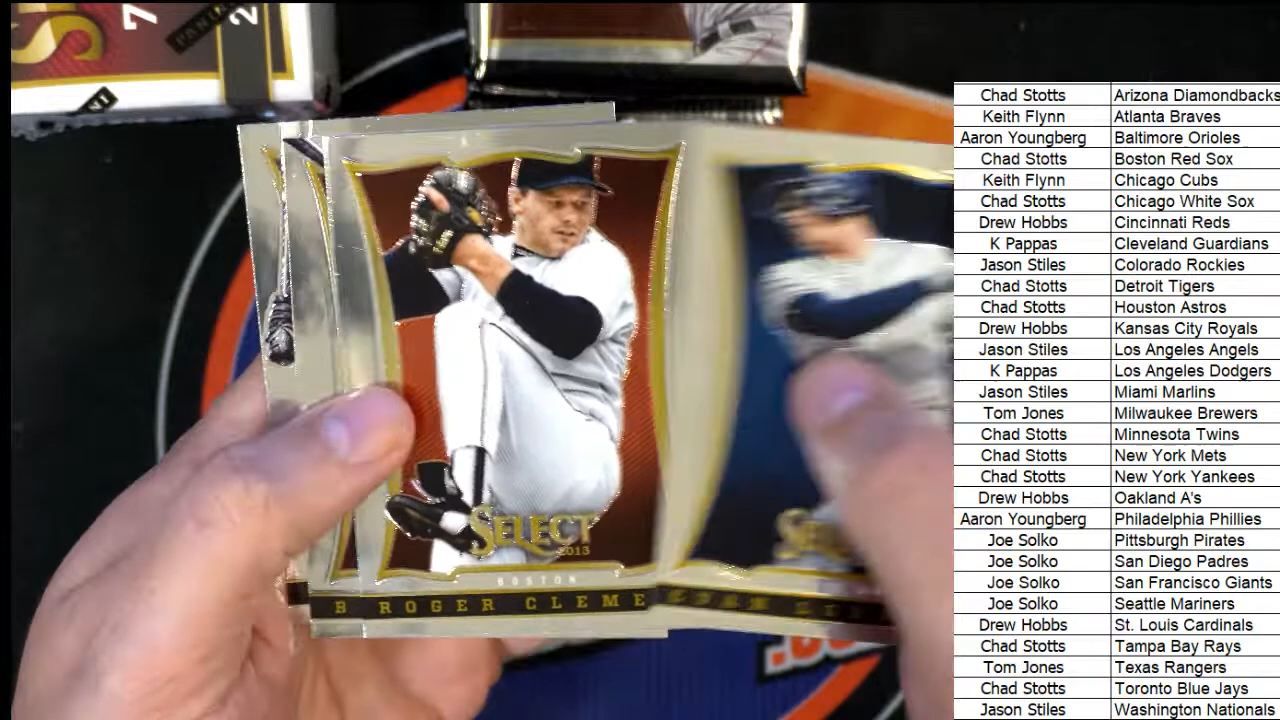 PANINI
SELECT
2013
BOSTON
B ROGER CLEME
Chad Stotts Arizona Diamondbacks
Keith Flynn Atlanta Braves
Aaron Youngberg Baltimore Orioles
Chad Stotts Boston Red Sox
Keith Flynn Chicago Cubs
Chad Stotts Chicago White Sox
Drew Hobbs Cincinnati Reds
K Pappas Cleveland Guardians
Jason Stiles Colorado Rockies
Chad Stotts Detroit Tigers
Chad Stotts Houston Astros
Drew Hobbs Kansas City Royals
Jason Stiles Los Angeles Angels
K Pappas Los Angeles Dodgers
Jason Stiles Miami Marlins
Tom Jones Milwaukee Brewers
Chad Stotts Minnesota Twins
Chad Stotts New York Mets
Chad Stotts New York Yankees
Drew Hobbs Oakland A's
Aaron Youngberg Philadelphia Phillies
Joe Solko Pittsburgh Pirates
Joe Solko San Diego Padres
Joe Solko San Francisco Giants
Joe Solko Seattle Mariners
Drew Hobbs St. Louis Cardinals
Chad Stotts Tampa Bay Rays
Tom Jones Texas Rangers
Chad Stotts Toronto Blue Jays
Jason Stiles Washington Nationals